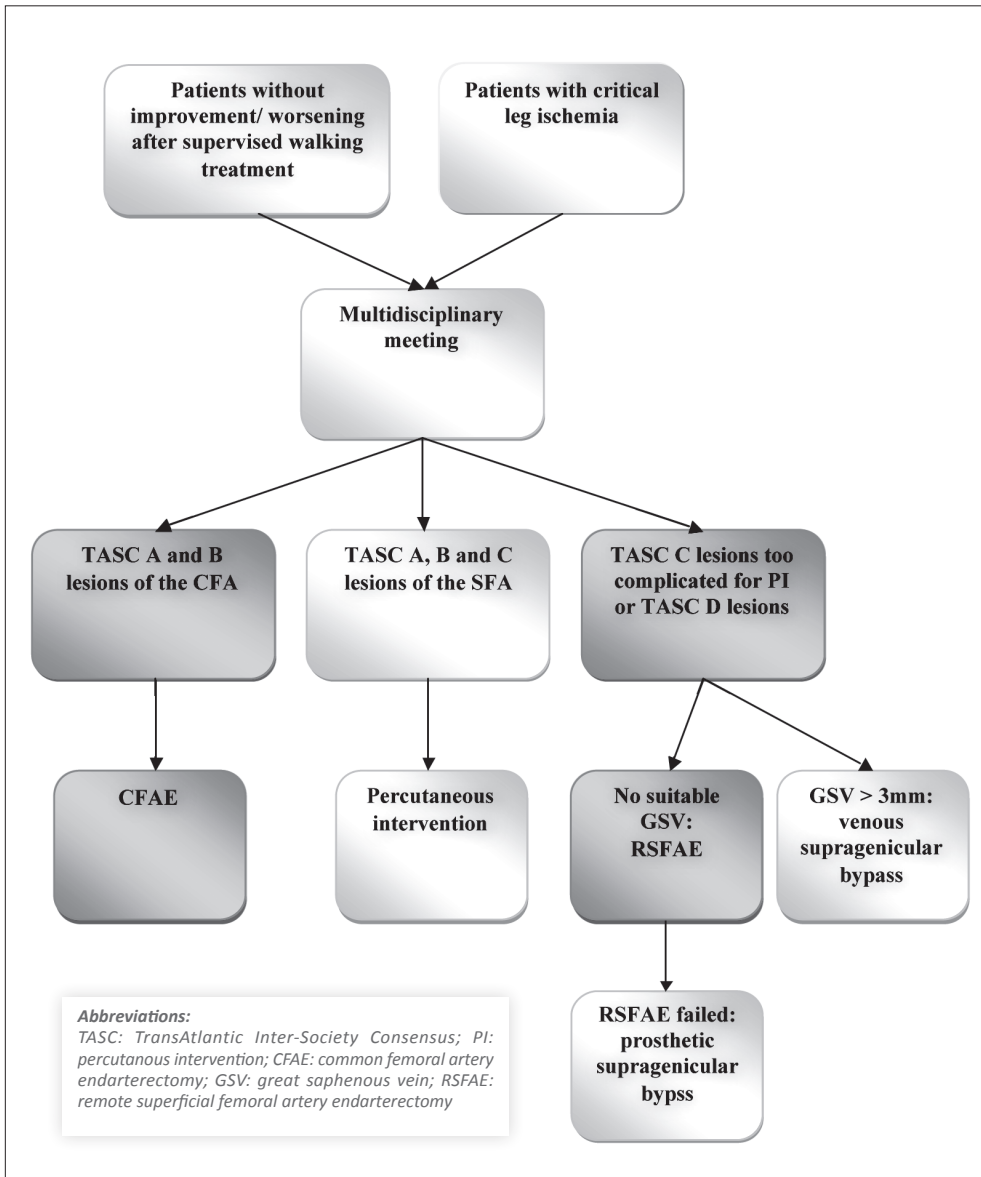 Patients without
improvement/ worsening
after supervised walking
treatment
Patients with critical
leg ischemia
Multidisciplinary
meeting
TASC A and B
lesions of the CFA
TASC A, B and C
lesions of the SFA
TASC C lesions too
complicated for PI
or TASC D lesions
CFAE
Percutaneous
intervention
No suitable
GSV:
RSFAE
GSV > 3mm:
venous
supragenicular
bypass
RSFAE failed:
prosthetic
supragenicular
bypss
Abbreviations:
TASC: TransAtlantic Inter-Society Consensus; PI:
percutanous intervention; CFAE: common femoral artery
endarterectomy; GSV: great saphenous vein; RSFAE:
remote superficial femoral artery endarterectomy